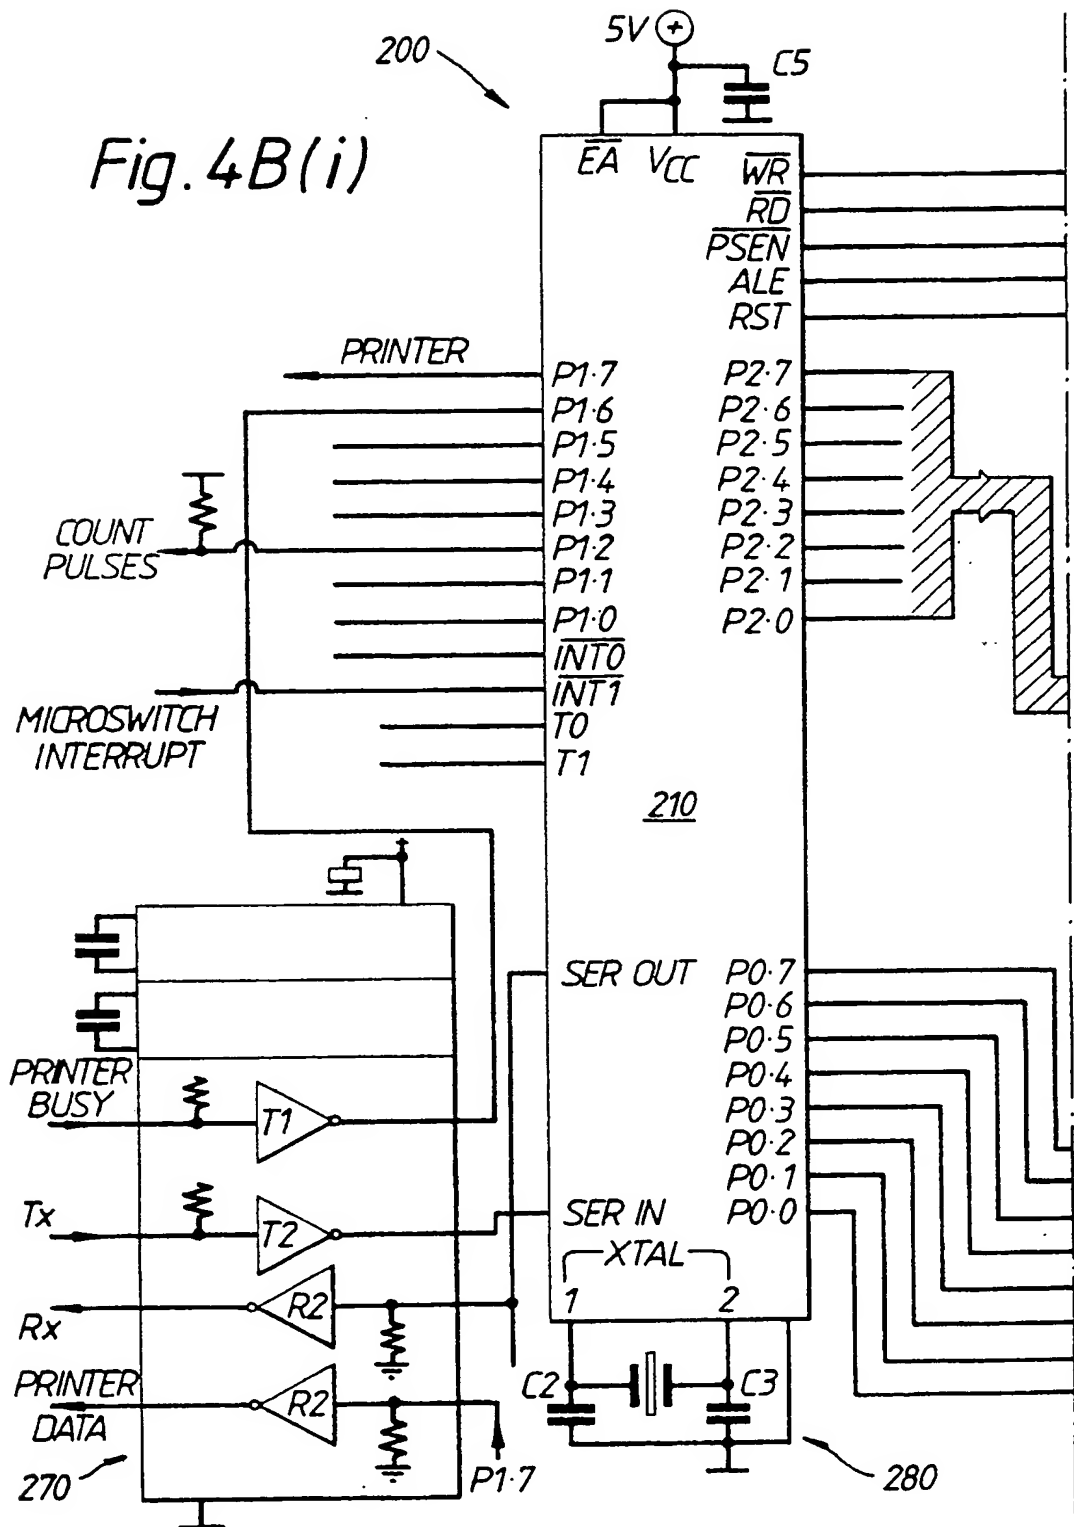 200
5V +
C5
Fig. 4B(i)
EA VCC WR
RD
PSEN
ALE
RST
PRINTER
P1·7 P2·7
P1·6 P2·6
P1·5 P2·5
P1·4 P2·4
P1·3 P2·3
COUNT
PULSES
P1·2 P2·2
P1·1 P2·1
P1·0 P2·0
INT0
INT1
MICROSWITCH
INTERRUPT
T0
T1
210
+
SER OUT P0·7
P0·6
P0·5
P0·4
P0·3
P0·2
P0·1
SER IN P0·0
PRINTER
BUSY
T1
Tx
T2
XTAL
1 2
R2
Rx
PRINTER
DATA
R2
C2 C3
270
P1·7
280